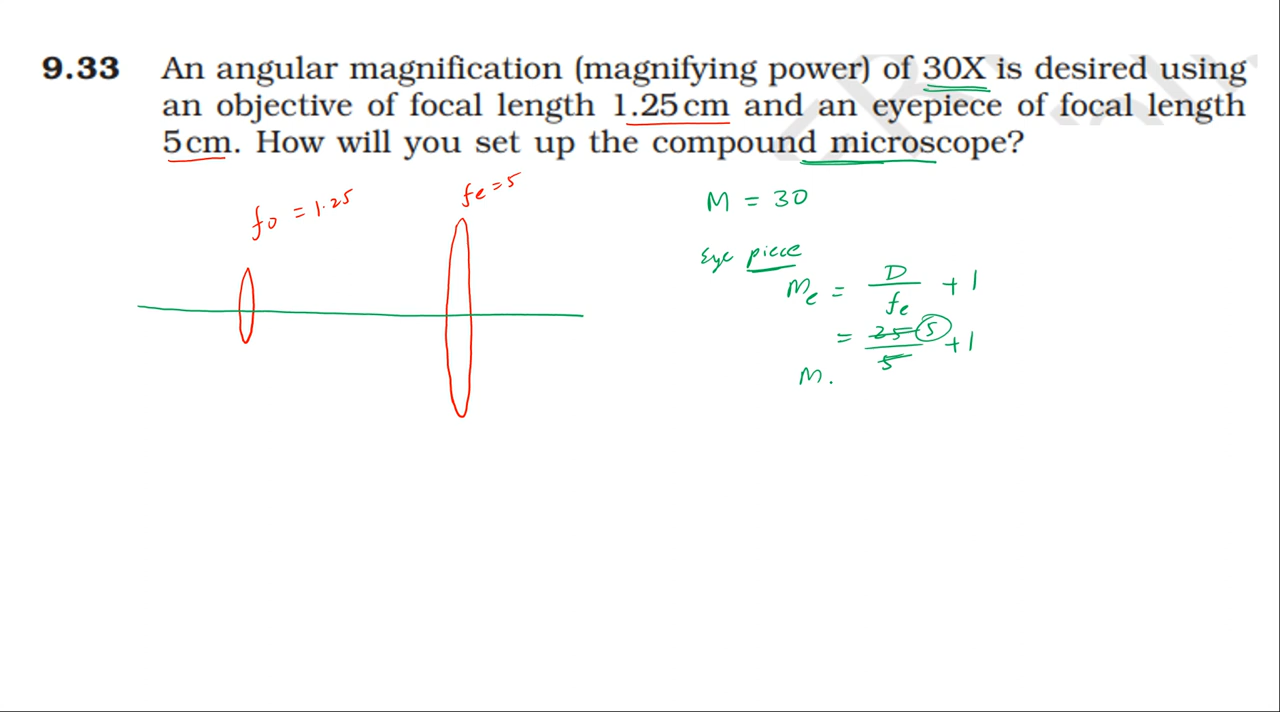 9.33 An angular magnification (magnifying power) of 30X is desired using
an objective of focal length 1.25 cm and an eyepiece of focal length
5 cm. How will you set up the compound microscope?
fo = 1.25
fe = 5
M = 30
Eye piece
Me = D/fe + 1
= 25/5 5 + 1
M.